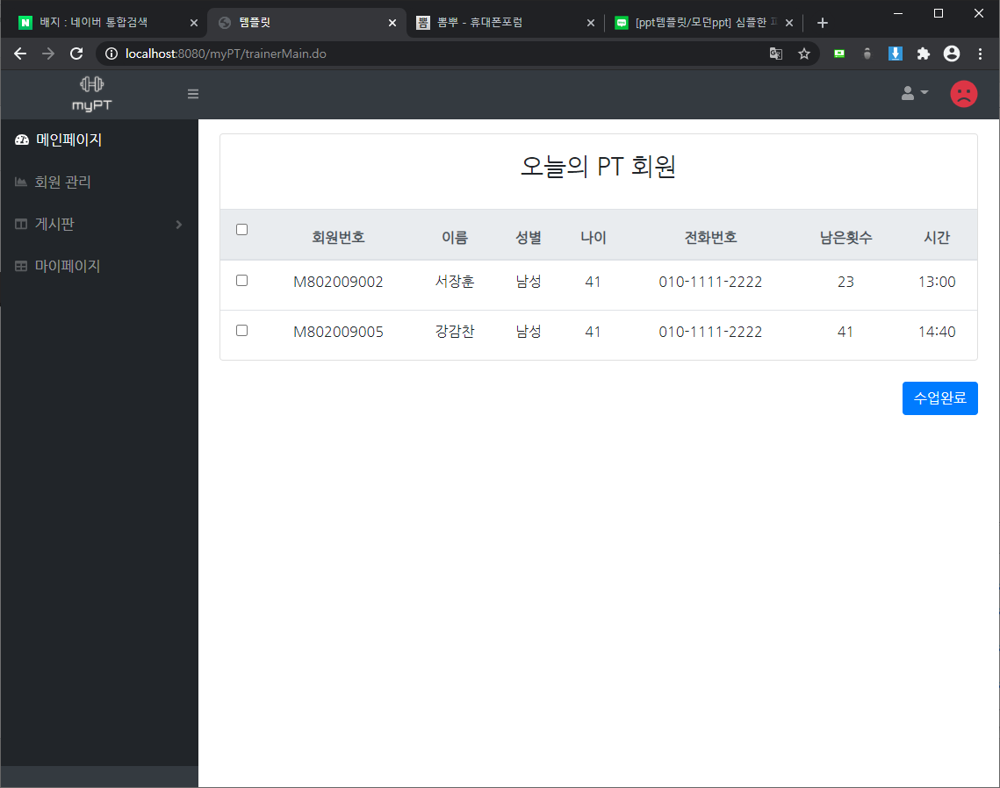 배지 : 네이버 통합검색
템플릿
뽐뿌 - 휴대폰포럼
[ppt템플릿/모던ppt] 심플한
localhost:8080/myPT/trainerMain.do
myPT
메인페이지
회원 관리
게시판
마이페이지
오늘의 PT 회원
회원번호 이름 성별 나이 전화번호 남은횟수 시간
M802009002 서장훈 남성 41 010-1111-2222 23 13:00
M802009005 강감찬 남성 41 010-1111-2222 41 14:40
수업완료